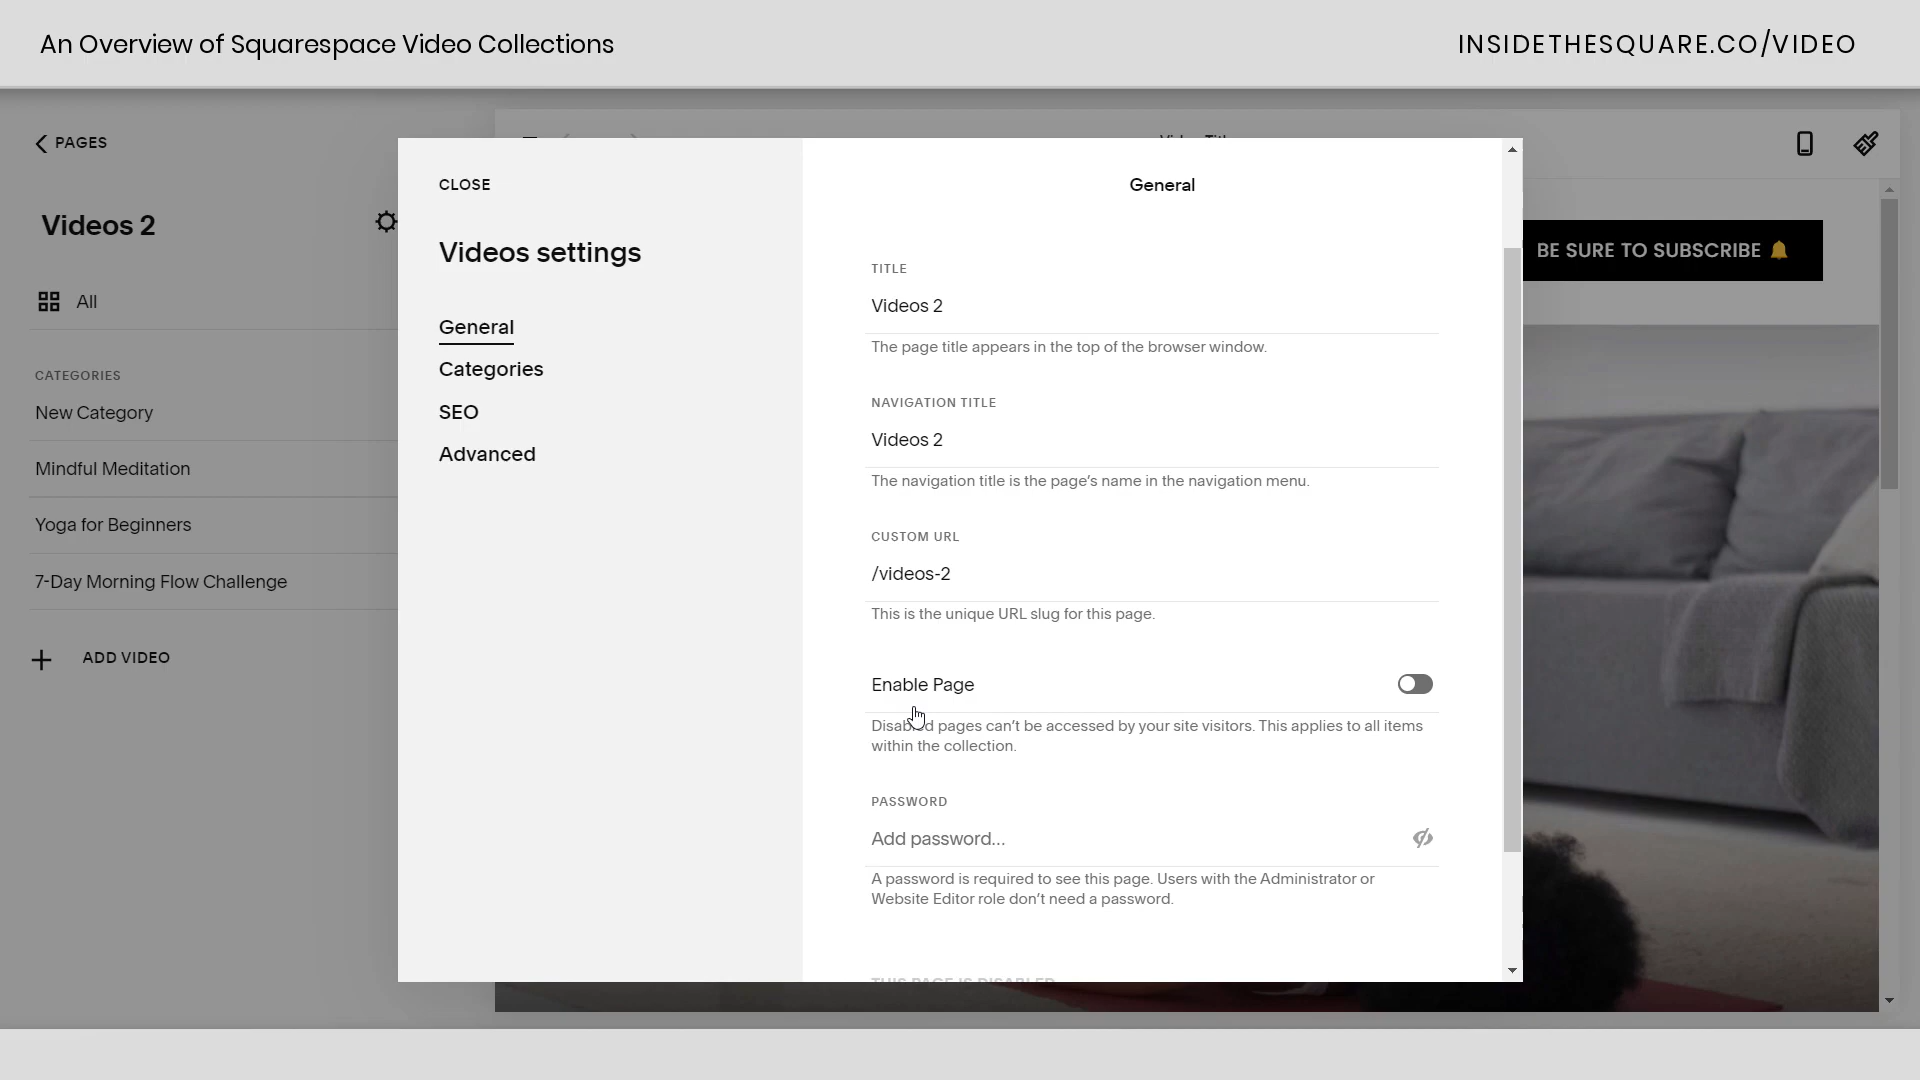 An Overview of Squarespace Video Collections
INSIDETHESQUARE.CO/VIDEO
PAGES
Videos 2
All
CATEGORIES
New Category
Mindful Meditation
Yoga for Beginners
7-Day Morning Flow Challenge
ADD VIDEO
CLOSE
Videos settings
General
Categories
SEO
Advanced
General
TITLE
Videos 2
The page title appears in the top of the browser window.
NAVIGATION TITLE
Videos 2
The navigation title is the page’s name in the navigation menu.
CUSTOM URL
/videos-2
This is the unique URL slug for this page.
Enable Page
Disabled pages can’t be accessed by your site visitors. This applies to all items
within the collection.
PASSWORD
Add password...
A password is required to see this page. Users with the Administrator or
Website Editor role don’t need a password.
THIS PAGE IS DISABLED
BE SURE TO SUBSCRIBE 🔔